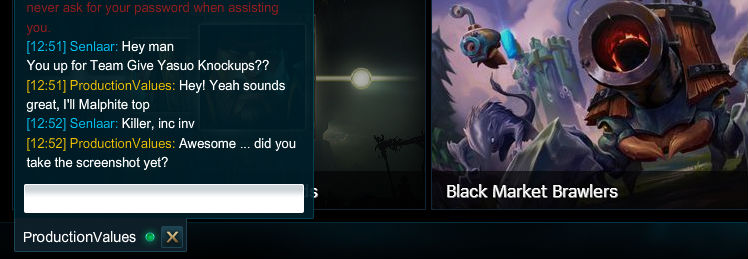 never ask for your password when assisting
you.
[12:51] Senlaar: Hey man
You up for Team Give Yasuo Knockups??
[12:51] ProductionValues: Hey! Yeah sounds
great, I'll Malphite top
[12:52] Senlaar: Killer, inc inv
[12:52] ProductionValues: Awesome ... did you
take the screenshot yet?
s
Black Market Brawlers
ProductionValues
X